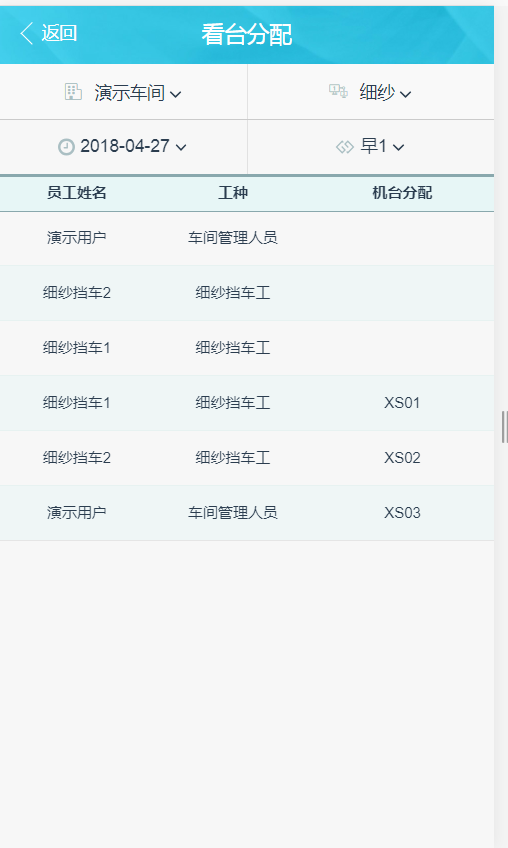 返回 看台分配
演示车间 细纱
2018-04-27 早1
员工姓名 工种 机台分配
演示用户 车间管理人员
细纱挡车2 细纱挡车工
细纱挡车1 细纱挡车工
细纱挡车1 细纱挡车工 XS01
细纱挡车2 细纱挡车工 XS02
演示用户 车间管理人员 XS03